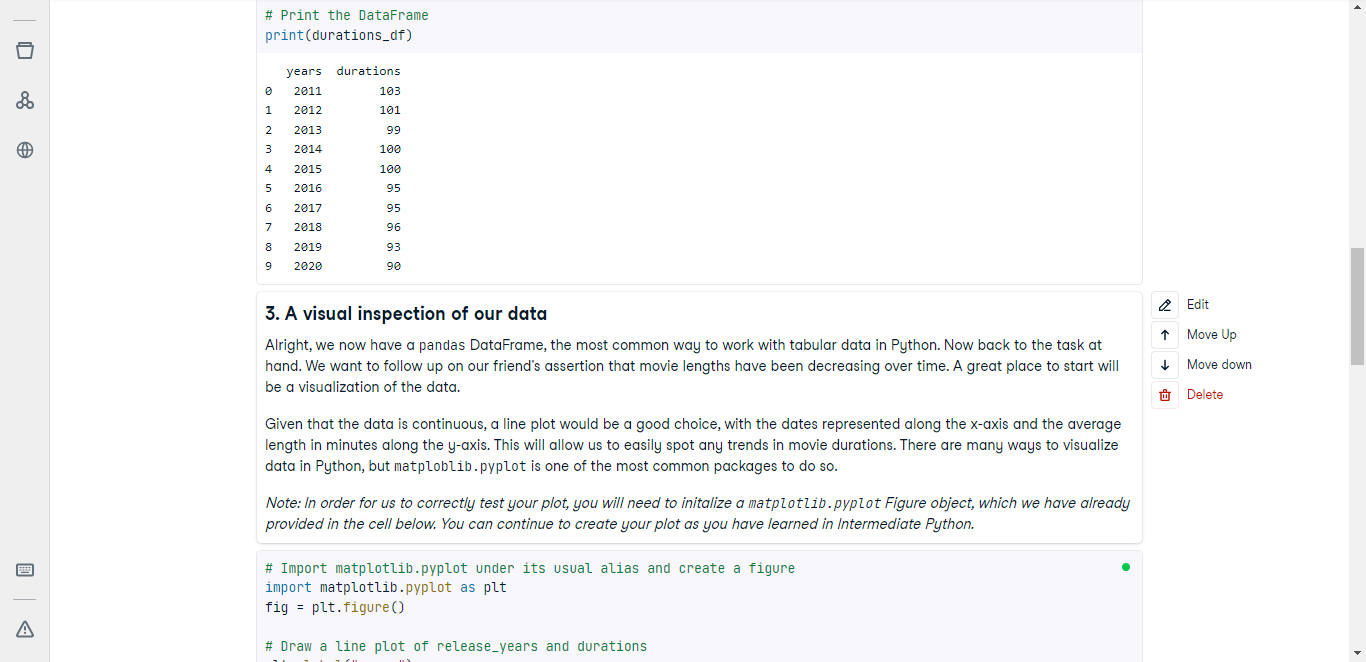 # Print the DataFrame
print(durations_df)
years durations
0 2011 103
1 2012 101
2 2013 99
3 2014 100
4 2015 100
5 2016 95
6 2017 95
7 2018 96
8 2019 93
9 2020 90
3. A visual inspection of our data
Alright, we now have a pandas DataFrame, the most common way to work with tabular data in Python. Now back to the task at
hand. We want to follow up on our friend's assertion that movie lengths have been decreasing over time. A great place to start will
be a visualization of the data.
Given that the data is continuous, a line plot would be a good choice, with the dates represented along the x-axis and the average
length in minutes along the y-axis. This will allow us to easily spot any trends in movie durations. There are many ways to visualize
data in Python, but matploblib.pyplot is one of the most common packages to do so.
Note: In order for us to correctly test your plot, you will need to initalize a matplotlib.pyplot Figure object, which we have already
provided in the cell below. You can continue to create your plot as you have learned in Intermediate Python.
Edit
Move Up
Move down
Delete
# Import matplotlib.pyplot under its usual alias and create a figure
import matplotlib.pyplot as plt
fig = plt.figure()
# Draw a line plot of release_years and durations